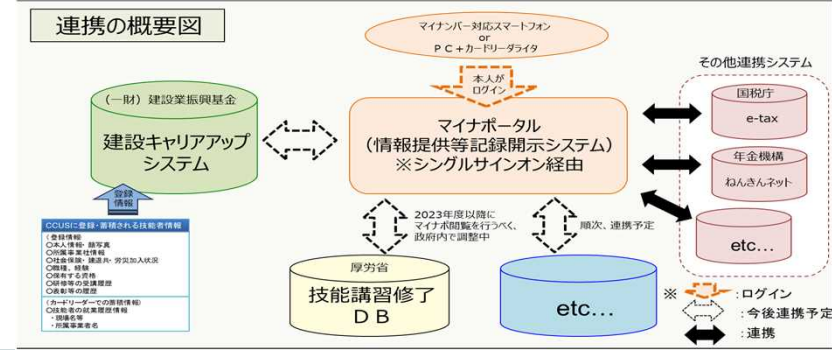 連携の概要図
マイナンバー対応スマートフォン
or
PC+カードリーダライタ
本人が
ログイン
その他連携システム
(一財)建設業振興基金
建設キャリアアップ
システム
マイナポータル
(情報提供等記録開示システム)
※シングルサインオン経由
国税庁
e-tax
年金機構
ねんきんネット
etc…
登録
情報
CCUSに登録・蓄積される技能者情報
(登録情報)
○本人情報・顔写真
○所属事業社情報
○社会保険・建退共・労災加入状況
○職種、経験
○保有する資格
○研修等の受講履歴
○表彰等の履歴
(カードリーダーでの蓄積情報)
○技能者の就業履歴情報
・現場名等
・所属事業者名
2023年度以降に
マイナポ閲覧を行うべく、
政府内で調整中
順次、連携予定
厚労省
技能講習修了
DB
etc…
※
:ログイン
:今後連携予定
:連携